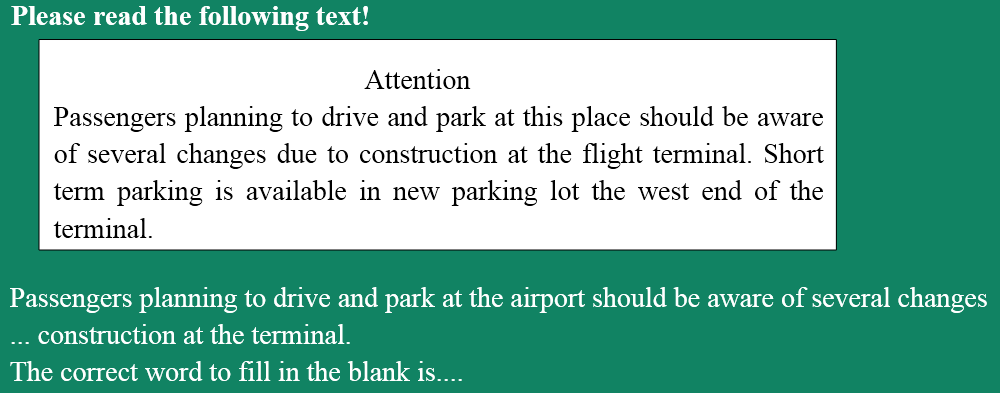 Please read the following text!
Attention
Passengers planning to drive and park at this place should be aware
of several changes due to construction at the flight terminal. Short
term parking is available in new parking lot the west end of the
terminal.
Passengers planning to drive and park at the airport should be aware of several changes
... construction at the terminal.
The correct word to fill in the blank is....